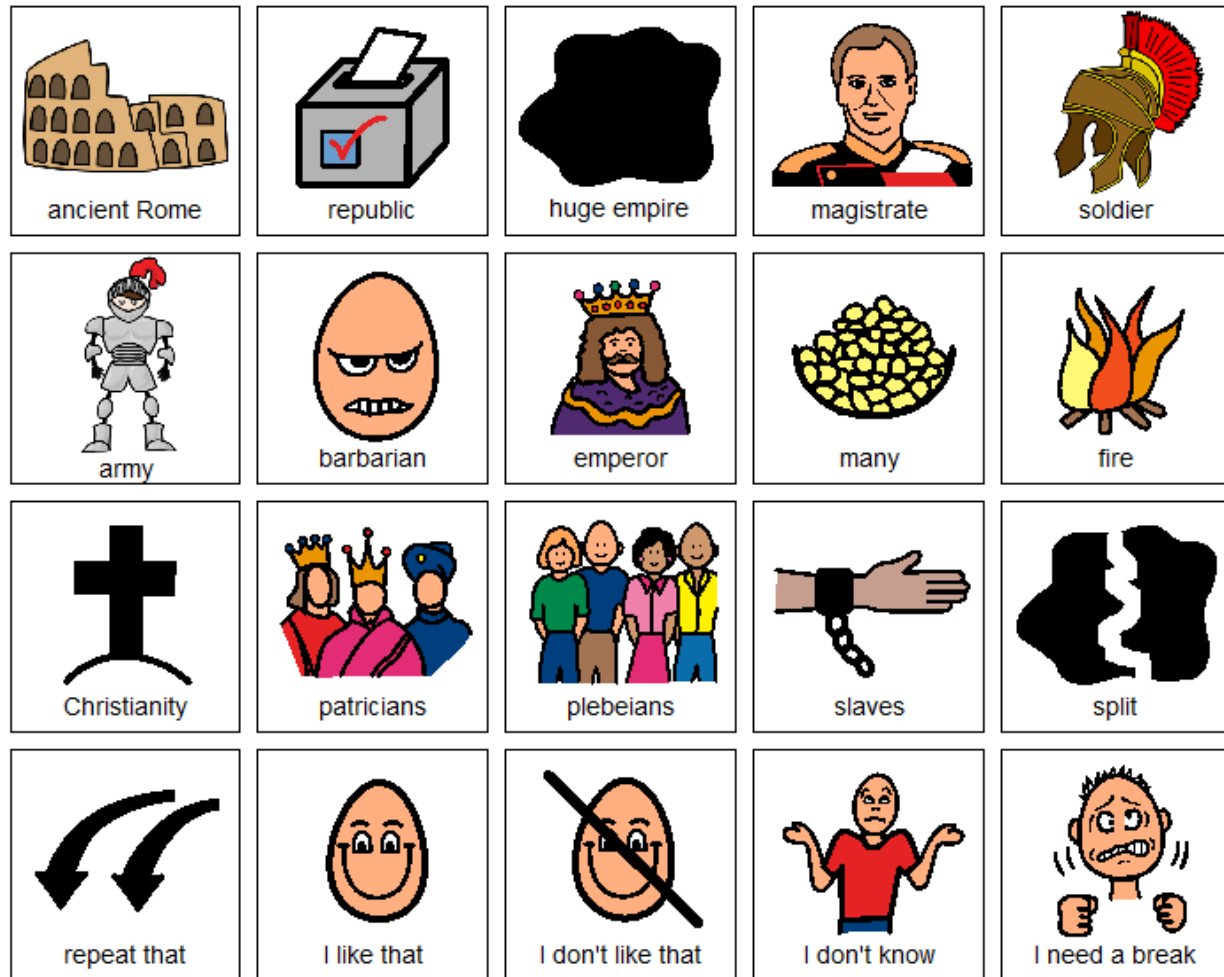 ancient Rome
republic
huge empire
magistrate
soldier
army
barbarian
emperor
many
fire
Christianity
patricians
plebeians
slaves
split
repeat that
I like that
I don't like that
I don't know
I need a break